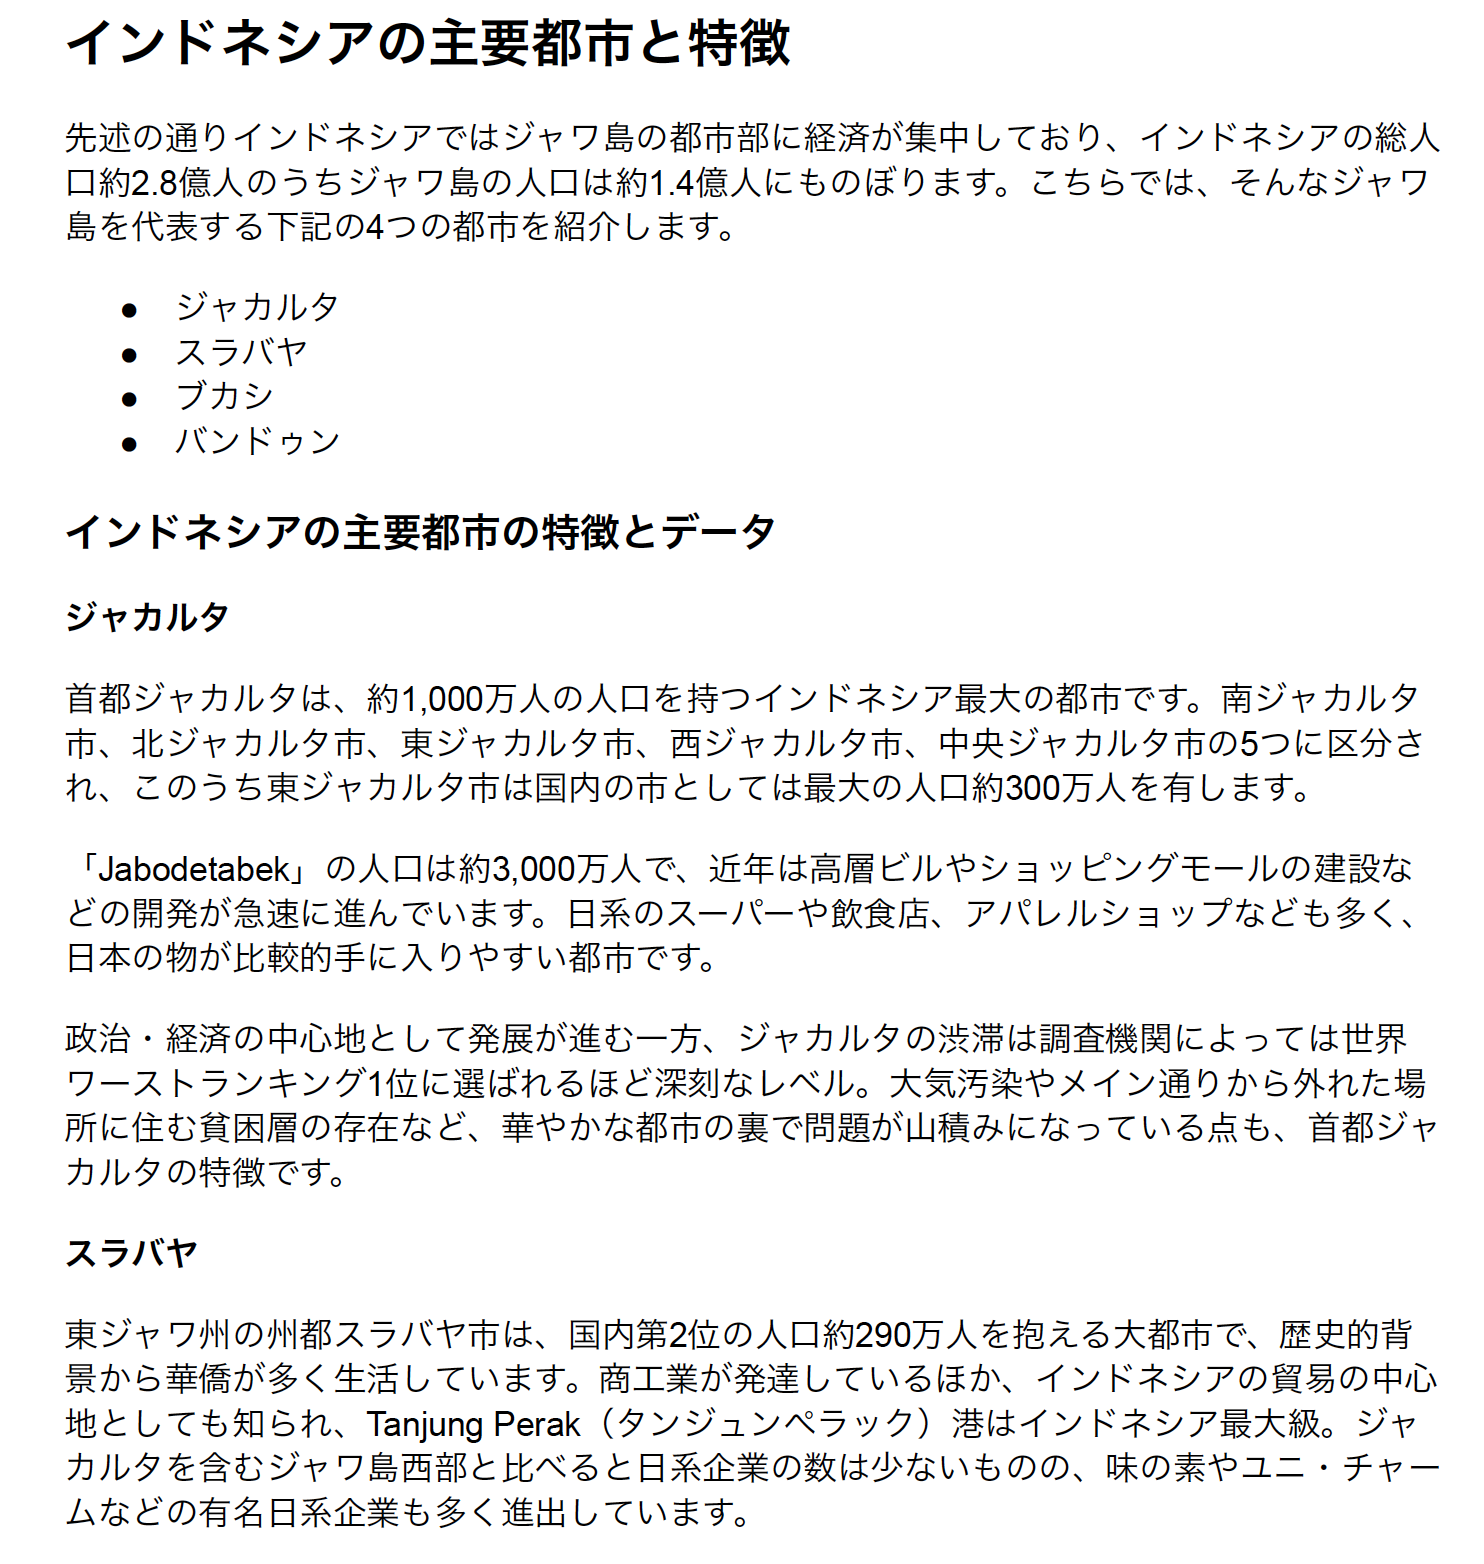 インドネシアの主要都市と特徴
先述の通りインドネシアではジャワ島の都市部に経済が集中しており、インドネシアの総人
口約2.8億人のうちジャワ島の人口は約1.4億人にものぼります。こちらでは、そんなジャワ
島を代表する下記の4つの都市を紹介します。
● ジャカルタ
● スラバヤ
● ブカシ
● バンドゥン
インドネシアの主要都市の特徴とデータ
ジャカルタ
首都ジャカルタは、約1,000万人の人口を持つインドネシア最大の都市です。南ジャカルタ
市、北ジャカルタ市、東ジャカルタ市、西ジャカルタ市、中央ジャカルタ市の5つに区分さ
れ、このうち東ジャカルタ市は国内の市としては最大の人口約300万人を有します。
「Jabodetabek」の人口は約3,000万人で、近年は高層ビルやショッピングモールの建設な
どの開発が急速に進んでいます。日系のスーパーや飲食店、アパレルショップなども多く、
日本の物が比較的手に入りやすい都市です。
政治・経済の中心地として発展が進む一方、ジャカルタの渋滞は調査機関によっては世界
ワーストランキング1位に選ばれるほど深刻なレベル。大気汚染やメイン通りから外れた場
所に住む貧困層の存在など、華やかな都市の裏で問題が山積みになっている点も、首都ジャ
カルタの特徴です。
スラバヤ
東ジャワ州の州都スラバヤ市は、国内第2位の人口約290万人を抱える大都市で、歴史的背
景から華僑が多く生活しています。商工業が発達しているほか、インドネシアの貿易の中心
地としても知られ、Tanjung Perak（タンジュンペラック）港はインドネシア最大級。ジャ
カルタを含むジャワ島西部と比べると日系企業の数は少ないものの、味の素やユニ・チャー
ムなどの有名日系企業も多く進出しています。